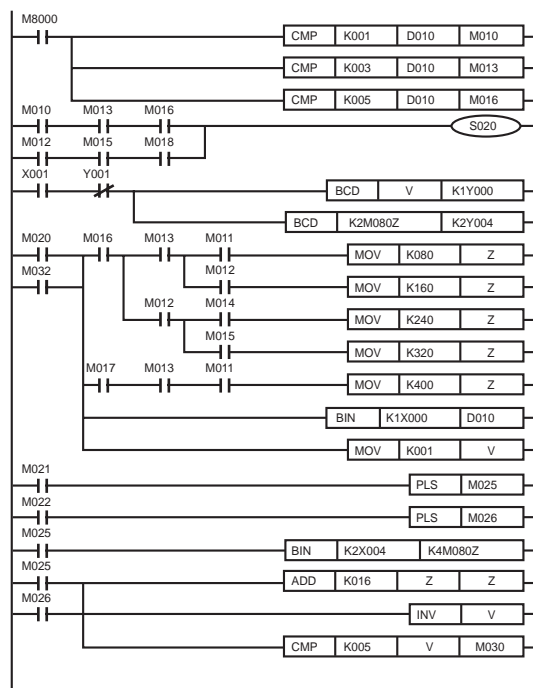 M8000
CMP K001 D010 M010
CMP K003 D010 M013
CMP K005 D010 M016
M010 M013 M016
S020
M012 M015 M018
X001 Y001
BCD V K1Y000
BCD K2M080Z K2Y004
M020 M016 M013 M011
MOV K080 Z
M032 M012
MOV K160 Z
M012 M014
MOV K240 Z
M015
MOV K320 Z
M017 M013 M011
MOV K400 Z
BIN K1X000 D010
MOV K001 V
M021
PLS M025
M022
PLS M026
M025
BIN K2X004 K4M080Z
M025
ADD K016 Z Z
M026
INV V
CMP K005 V M030